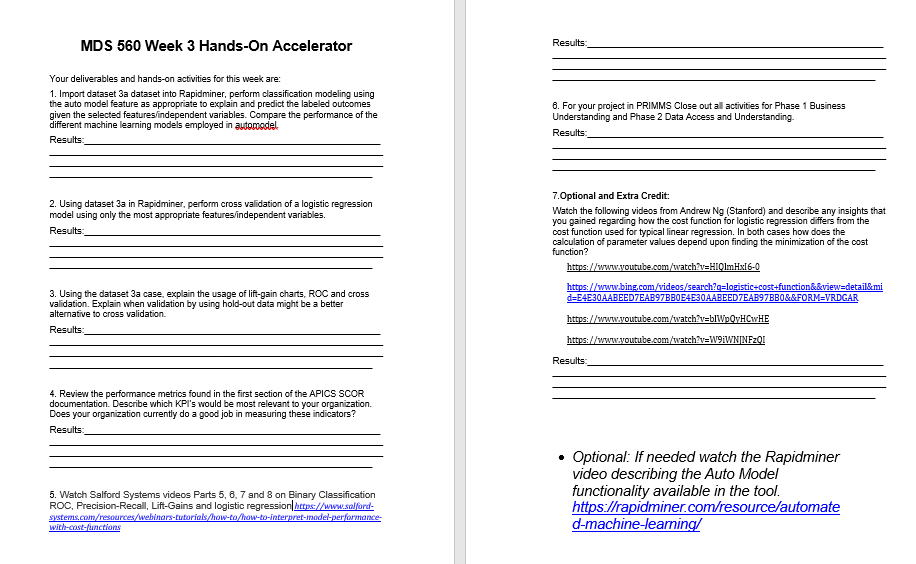 MDS 560 Week 3 Hands-On Accelerator
Your deliverables and hands-on activities for this week are:
1. Import dataset 3a dataset into Rapidminer, perform classification modeling using
the auto model feature as appropriate to explain and predict the labeled outcomes
given the selected features/independent variables. Compare the performance of the
different machine learning models employed in automodel.
Results:
2. Using dataset 3a in Rapidminer, perform cross validation of a logistic regression
model using only the most appropriate features/independent variables.
Results:
3. Using the dataset 3a case, explain the usage of lift-gain charts, ROC and cross
validation. Explain when validation by using hold-out data might be a better
alternative to cross validation.
Results:
4. Review the performance metrics found in the first section of the APICS SCOR
documentation. Describe which KPI's would be most relevant to your organization.
Does your organization currently do a good job in measuring these indicators?
Results:
5. Watch Salford Systems videos Parts 5, 6, 7 and 8 on Binary Classification
ROC, Precision-Recall, Lift-Gains and logistic regression https://www.salford-
systems.com/resources/webinars-tutorials/how-to/how-to-interpret-model-performance-
with-cost-functions
Results:
6. For your project in PRIMMS Close out all activities for Phase 1 Business
Understanding and Phase 2 Data Access and Understanding.
Results:
7.Optional and Extra Credit:
Watch the following videos from Andrew Ng (Stanford) and describe any insights that
you gained regarding how the cost function for logistic regression differs from the
cost function used for typical linear regression. In both cases how does the
calculation of parameter values depend upon finding the minimization of the cost
function?
https://www.youtube.com/watch?v=HIQlmHxI6-0
https://www.bing.com/videos/search?q=logistic+cost+function&&view=detail&mi
d=E4E30AABEED7EAB97BB0E4E30AABEED7EAB97BB0&&FORM=VRDGAR
https://www.youtube.com/watch?v=bIWpQyHCwHE
https://www.youtube.com/watch?v=W9iWNJNFzQI
Results:
• Optional: If needed watch the Rapidminer
video describing the Auto Model
functionality available in the tool.
https://rapidminer.com/resource/automate
d-machine-learning/